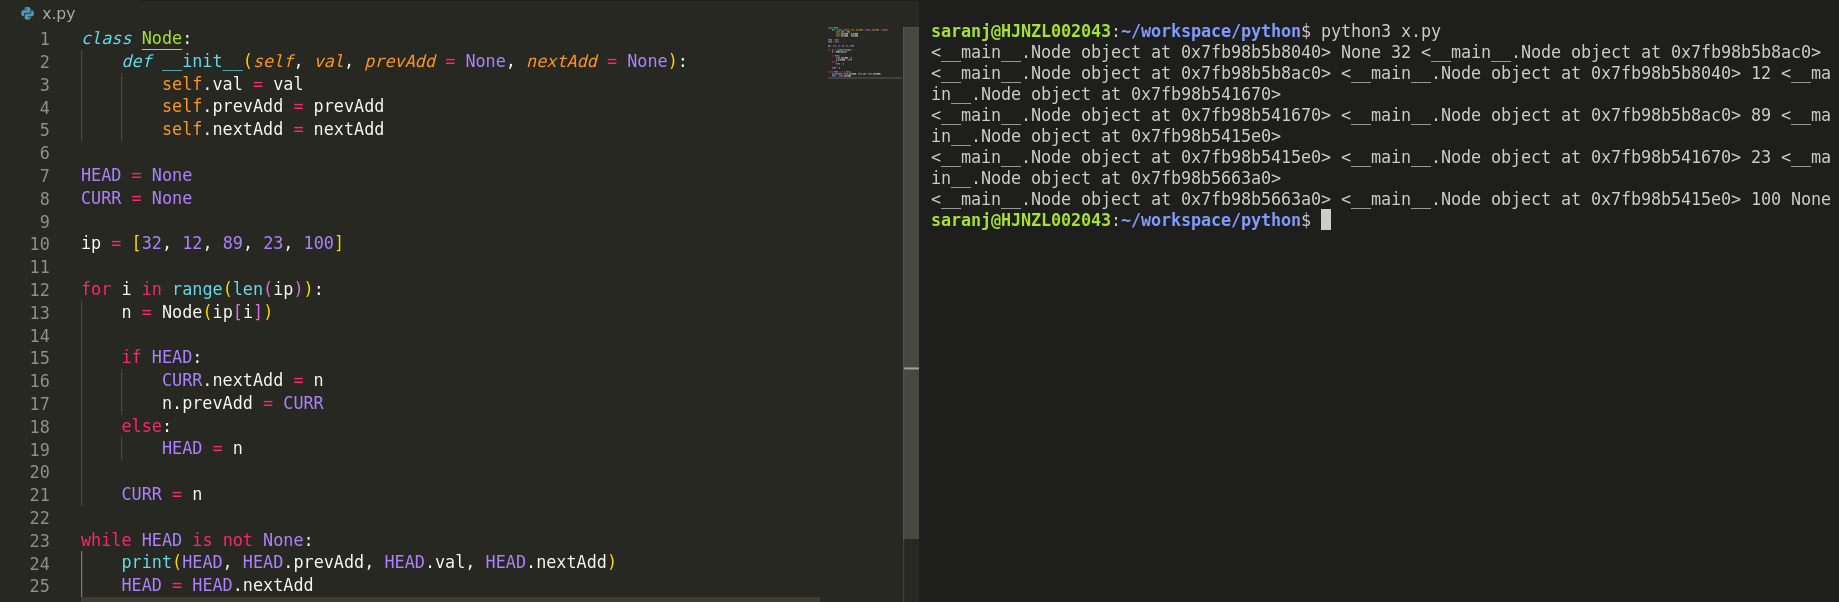 x.py
1 class Node:
2     def __init__(self, val, prevAdd = None, nextAdd = None):
3         self.val = val
4         self.prevAdd = prevAdd
5         self.nextAdd = nextAdd
6
7 HEAD = None
8 CURR = None
9
10 ip = [32, 12, 89, 23, 100]
11
12 for i in range(len(ip)):
13     n = Node(ip[i])
14
15     if HEAD:
16         CURR.nextAdd = n
17         n.prevAdd = CURR
18     else:
19         HEAD = n
20
21     CURR = n
22
23 while HEAD is not None:
24     print(HEAD, HEAD.prevAdd, HEAD.val, HEAD.nextAdd)
25     HEAD = HEAD.nextAdd
saranj@HJNZL002043:~/workspace/python$ python3 x.py
<__main__.Node object at 0x7fb98b5b8040> None 32 <__main__.Node object at 0x7fb98b5b8ac0>
<__main__.Node object at 0x7fb98b5b8ac0> <__main__.Node object at 0x7fb98b5b8040> 12 <__ma
in__.Node object at 0x7fb98b541670>
<__main__.Node object at 0x7fb98b541670> <__main__.Node object at 0x7fb98b5b8ac0> 89 <__ma
in__.Node object at 0x7fb98b5415e0>
<__main__.Node object at 0x7fb98b5415e0> <__main__.Node object at 0x7fb98b541670> 23 <__ma
in__.Node object at 0x7fb98b5663a0>
<__main__.Node object at 0x7fb98b5663a0> <__main__.Node object at 0x7fb98b5415e0> 100 None
saranj@HJNZL002043:~/workspace/python$